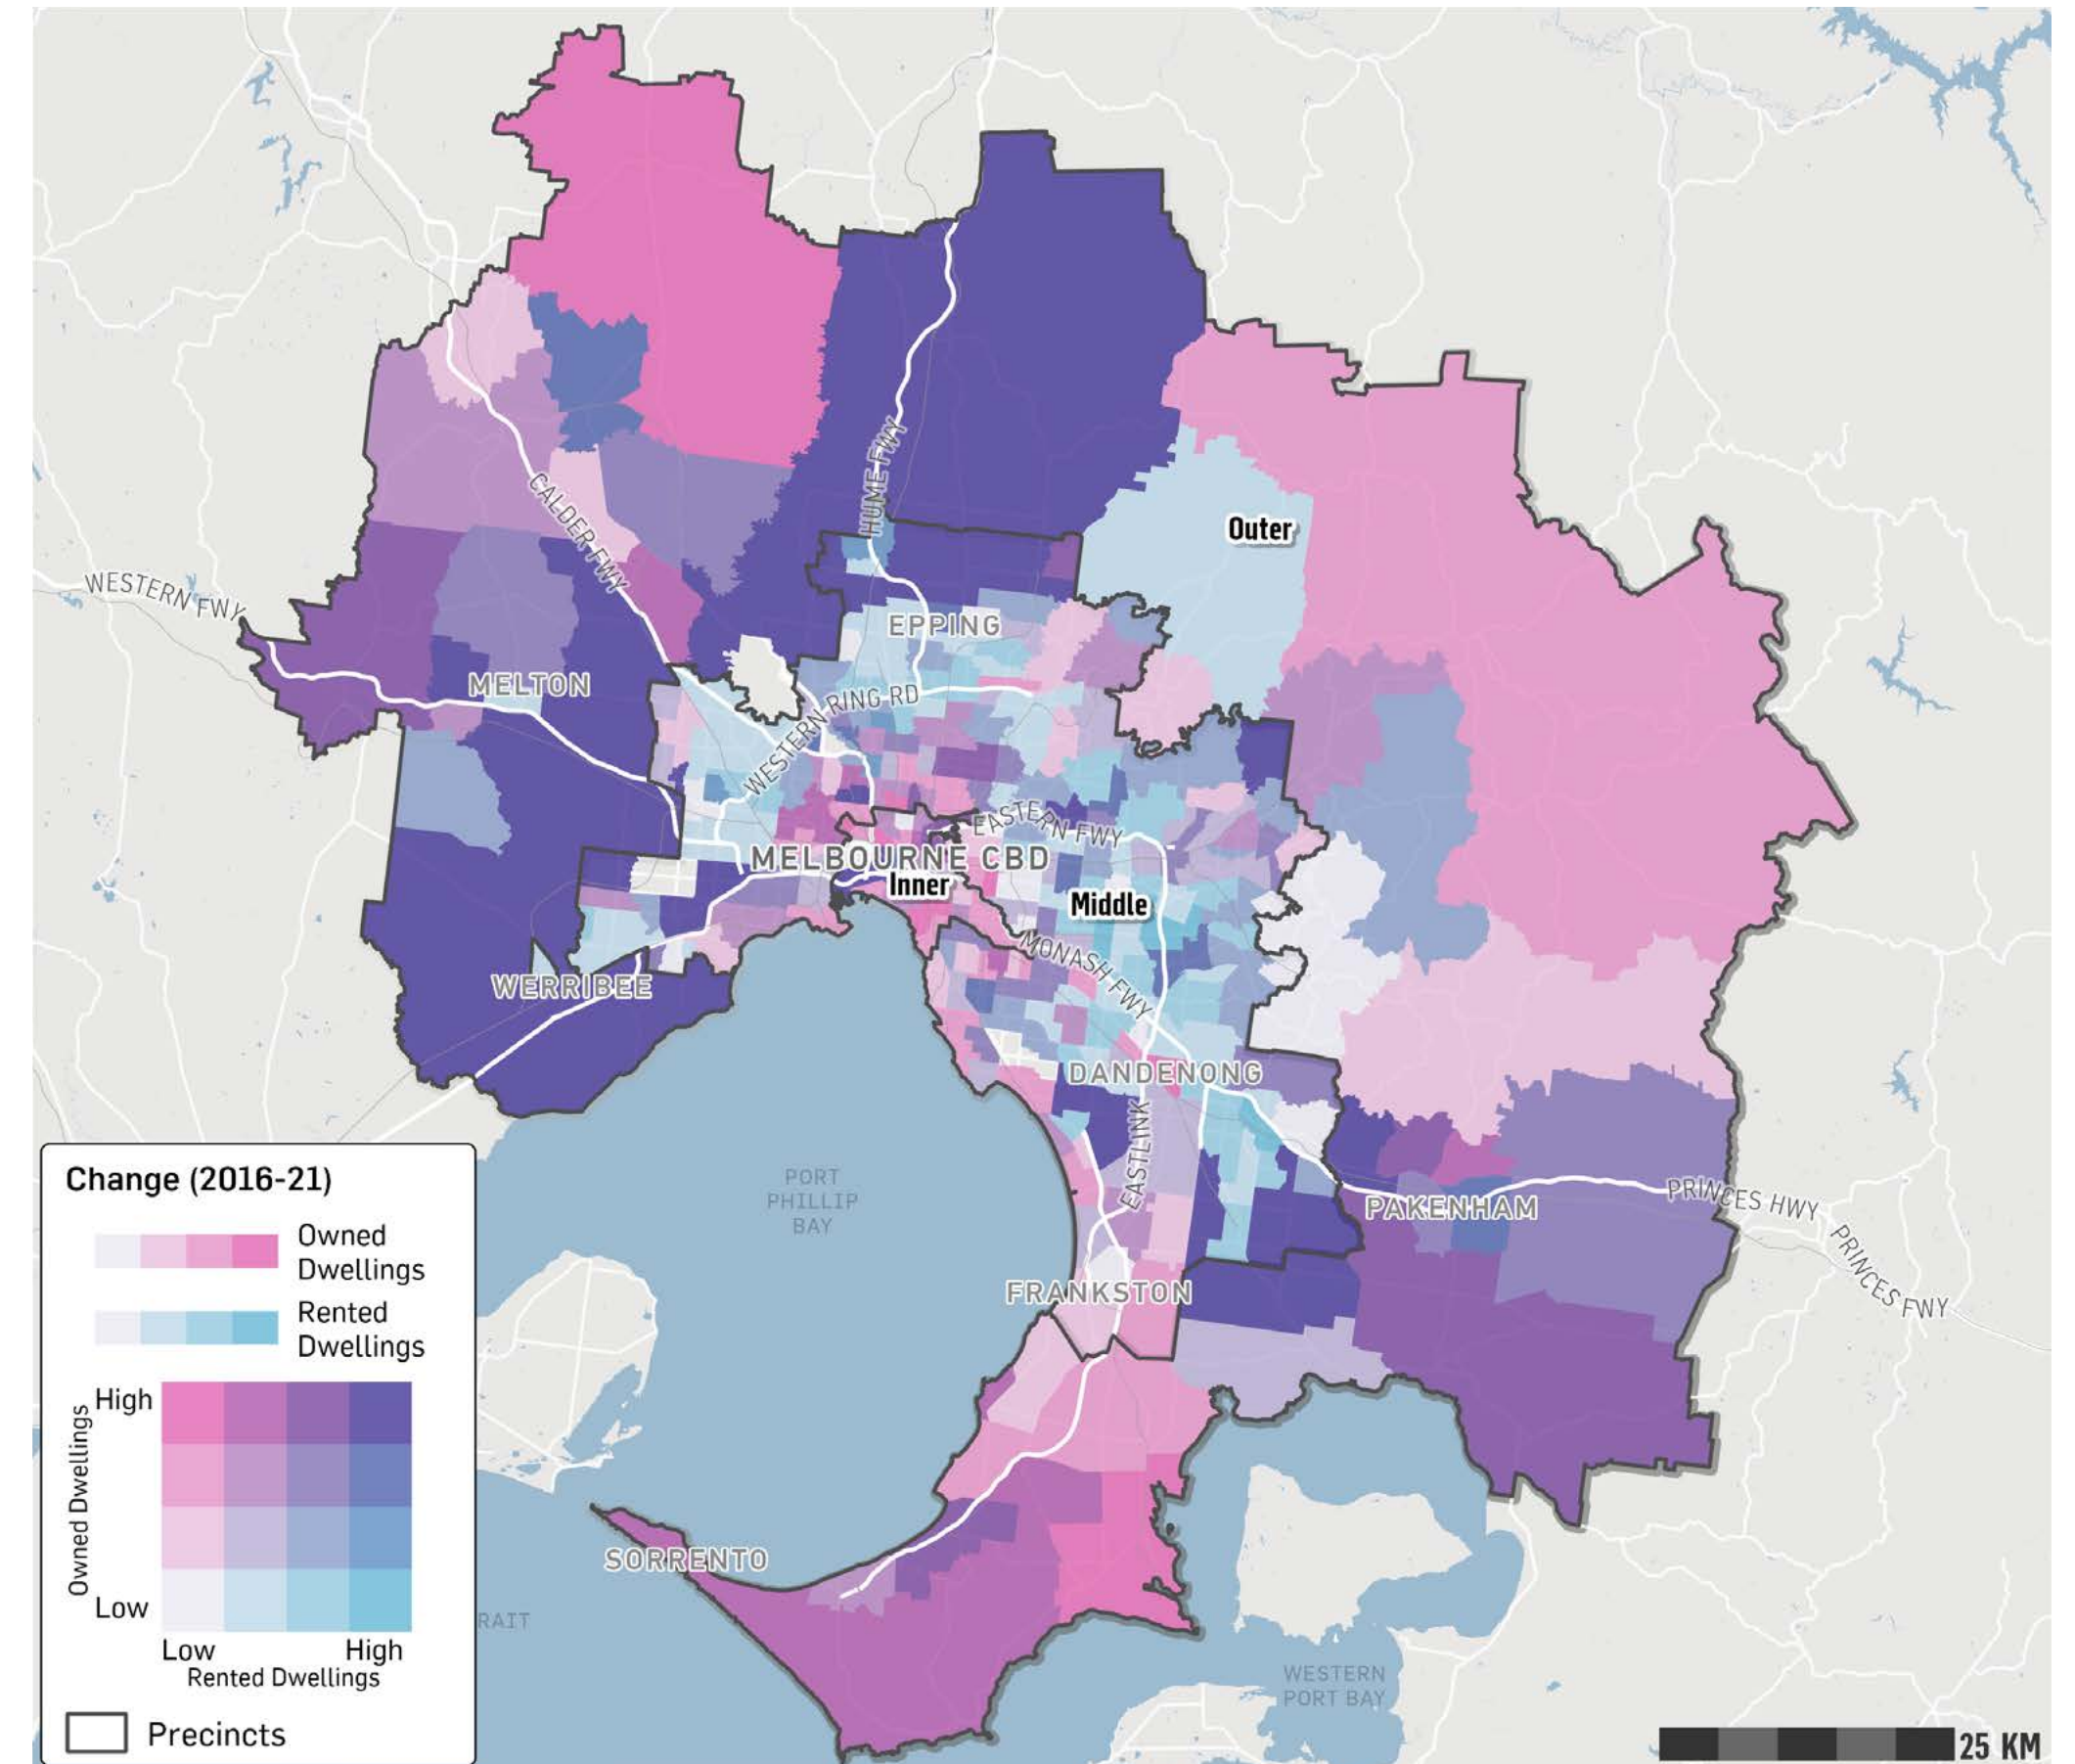 HUME FWY
Outer
CALDER FWY
WESTERN FWY
EPPING
MELTON
WESTERN RING RD
EASTERN FWY
MELBOURNE CBD
Inner
Middle
MONASH FWY
WERRIBEE
DANDENONG
EASTLINK
PORT
PHILLIP
BAY
PAKENHAM
PRINCES HWY
PRINCES FWY
FRANKSTON
SORRENTO
RAIT
WESTERN
PORT BAY
Change (2016-21)
Owned
Dwellings
Rented
Dwellings
High
Owned Dwellings
Low
Low
High
Rented Dwellings
Precincts
25 KM